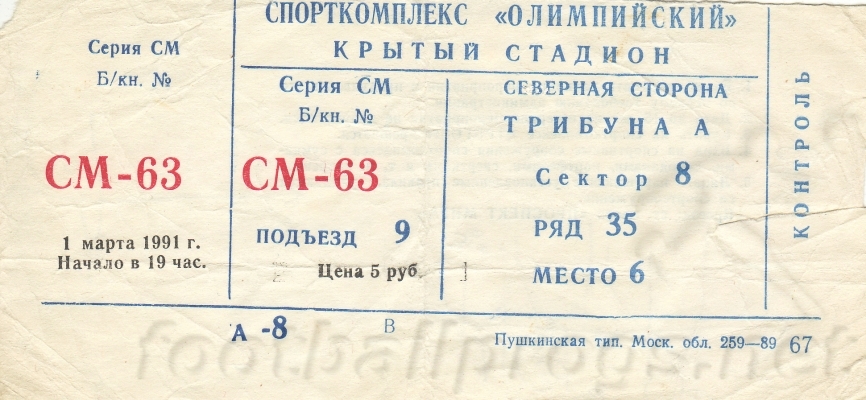 СПОРТКОМПЛЕКС «ОЛИМПИЙСКИЙ»
КРЫТЫЙ СТАДИОН
Серия СМ
Б/кн. №
СМ-63
1 марта 1991 г.
Начало в 19 час.
Серия СМ
Б/кн. №
СМ-63
ПОДЪЕЗД 9
Цена 5 руб.
СЕВЕРНАЯ СТОРОНА
ТРИБУНА А
Сектор 8
РЯД 35
МЕСТО 6
КОНТРОЛЬ
А -8
В
Пушкинская тип. Моск. обл. 259—89 67